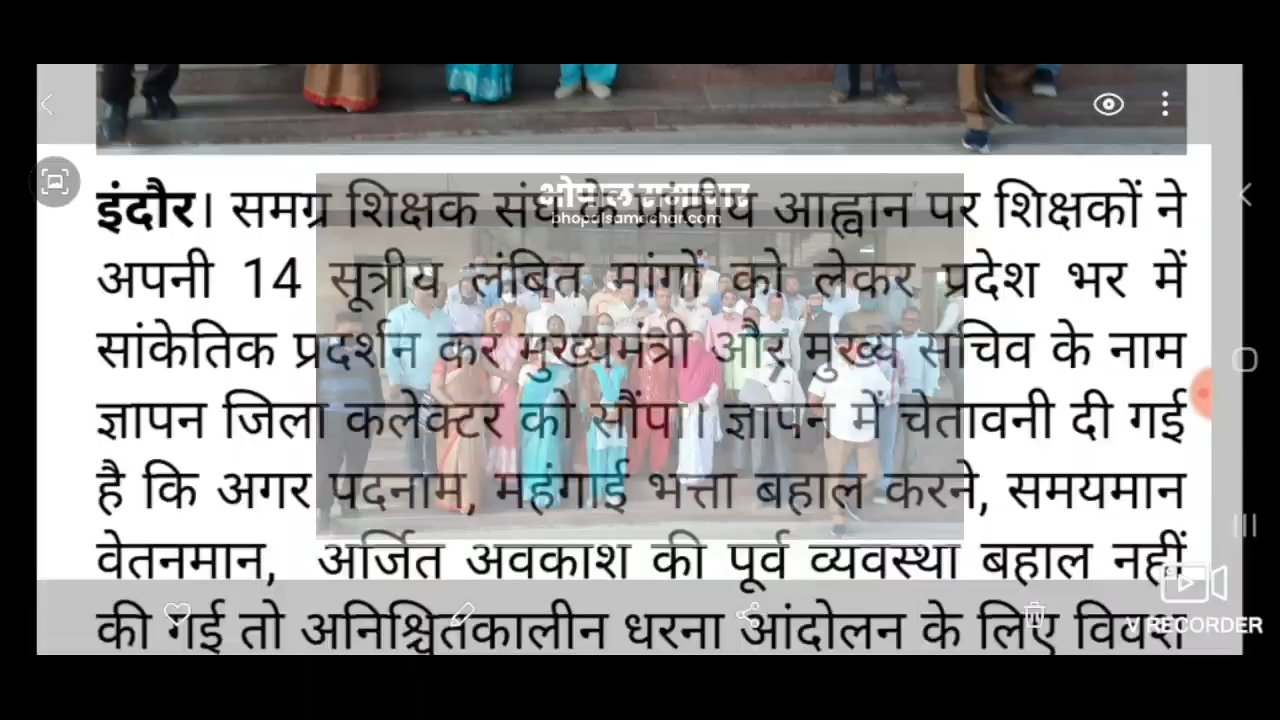 भोपाल समाचार
bhopalsamachar.com
इंदौर। समग्र शिक्षक संघ के प्रांतीय आह्वान पर शिक्षकों ने
अपनी 14 सूत्रीय लंबित मांगों को लेकर प्रदेश भर में
सांकेतिक प्रदर्शन कर मुख्यमंत्री और मुख्य सचिव के नाम
ज्ञापन जिला कलेक्टर को सौंपा। ज्ञापन में चेतावनी दी गई
है कि अगर पदनाम, महंगाई भत्ता बहाल करने, समयमान
वेतनमान, अर्जित अवकाश की पूर्व व्यवस्था बहाल नहीं
की गई तो अनिश्चितकालीन धरना आंदोलन के लिए विवश
V RECORDER